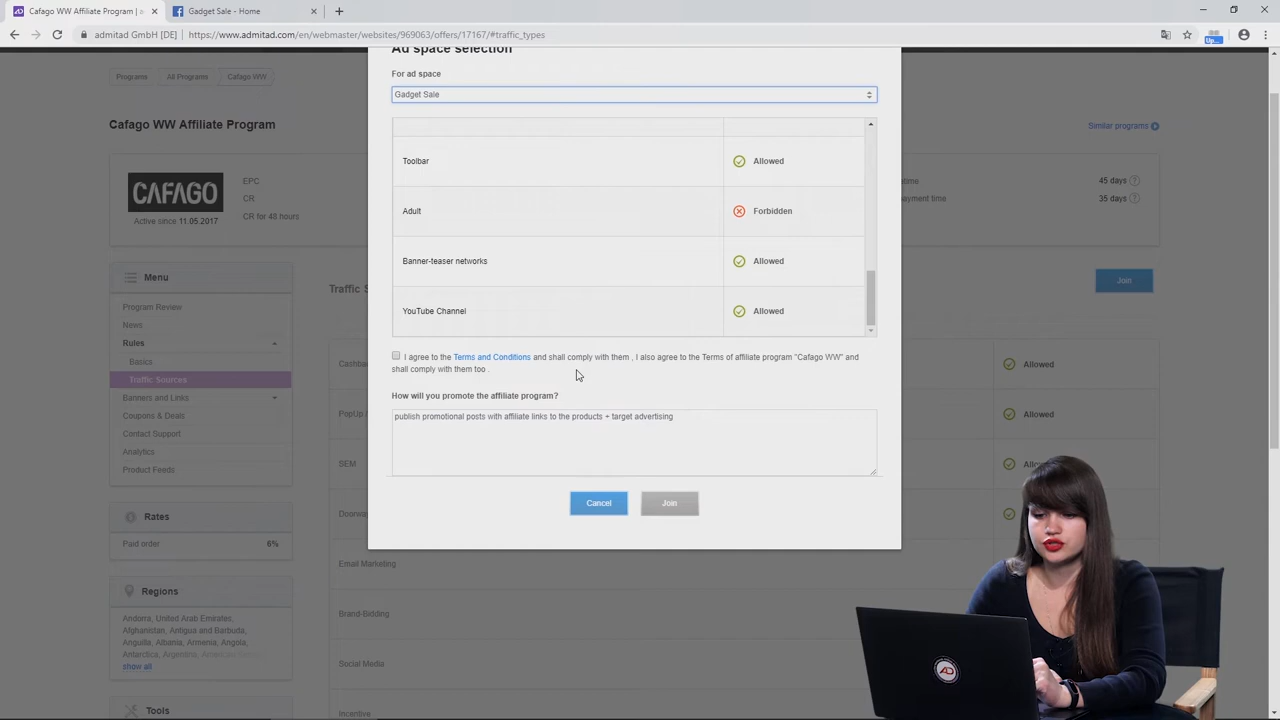 Cafago WW Affiliate Program
Gadget Sale - Home
admitad GmbH [DE]
https://www.admitad.com/en/webmaster/websites/969063/offers/17167/#traffic_types
Up...
Programs
All Programs
Cafago WW
Cafago WW Affiliate Program
Similar programs
CAFAGO
Active since 11.05.2017
EPC
CR
CR for 48 hours
45 days
35 days
Menu
Program Review
News
Rules
Basics
Traffic Sources
Banners and Links
Coupons & Deals
Contact Support
Analytics
Product Feeds
Rates
Paid order 6%
Regions
Andorra, United Arab Emirates,
Afghanistan, Antigua and Barbuda,
Anguilla, Albania, Armenia, Angola,
Antarctica, Argentina,
show all
Tools
Join
Allowed
Allowed
SEM
Email Marketing
Brand-Bidding
Social Media
Incentive
Ad space selection
For ad space
Gadget Sale
Toolbar Allowed
Adult Forbidden
Banner-teaser networks Allowed
YouTube Channel Allowed
I agree to the Terms and Conditions and shall comply with them , I also agree to the Terms of affiliate program "Cafago WW" and
shall comply with them too .
How will you promote the affiliate program?
publish promotional posts with affiliate links to the products + target advertising
Cancel
Join